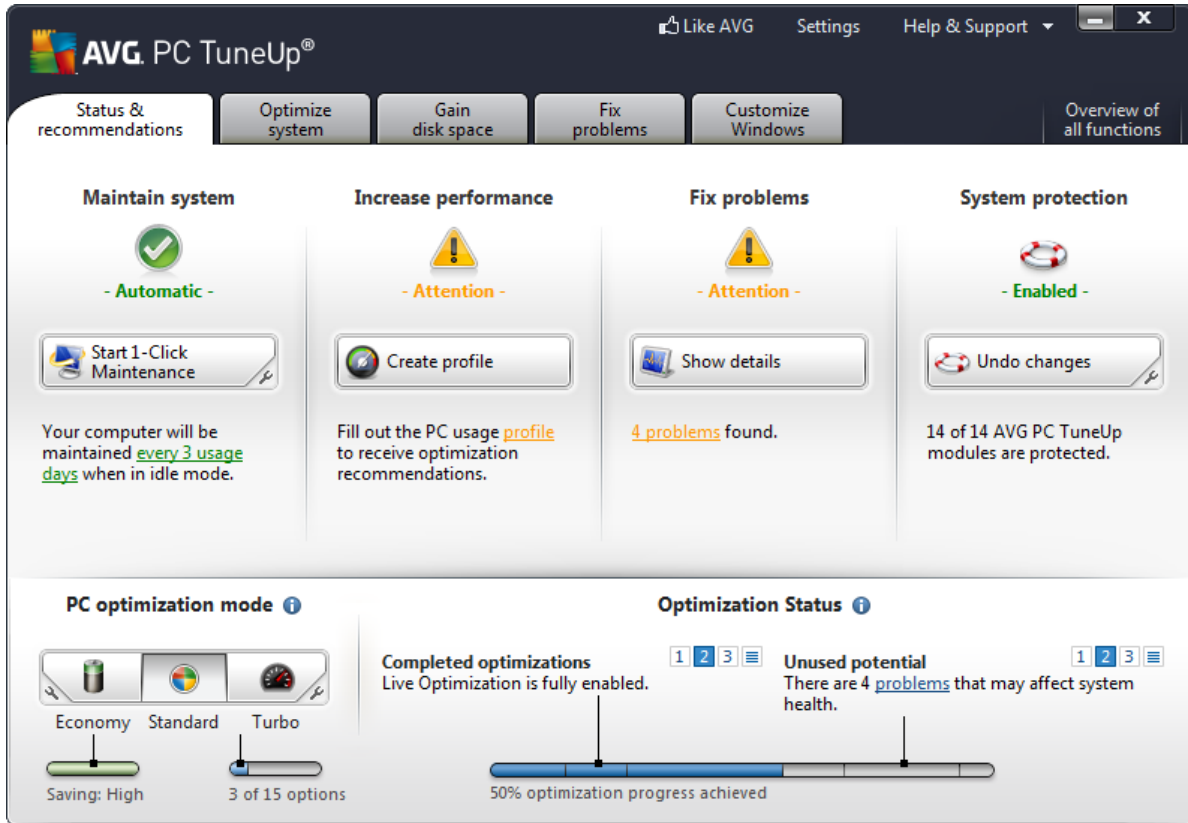 Like AVG Settings Help & Support
AVG. PC TuneUp®
Status &
recommendations
Optimize
system
Gain
disk space
Fix
problems
Customize
Windows
Overview of
all functions
Maintain system
- Automatic -
Start 1-Click
Maintenance
Your computer will be
maintained every 3 usage
days when in idle mode.
Increase performance
- Attention -
Create profile
Fill out the PC usage profile
to receive optimization
recommendations.
Fix problems
- Attention -
Show details
4 problems found.
System protection
- Enabled -
Undo changes
14 of 14 AVG PC TuneUp
modules are protected.
PC optimization mode
Economy Standard Turbo
Saving: High
3 of 15 options
Optimization Status
Completed optimizations
1 2 3
Live Optimization is fully enabled.
Unused potential
1 2 3
There are 4 problems that may affect system
health.
50% optimization progress achieved